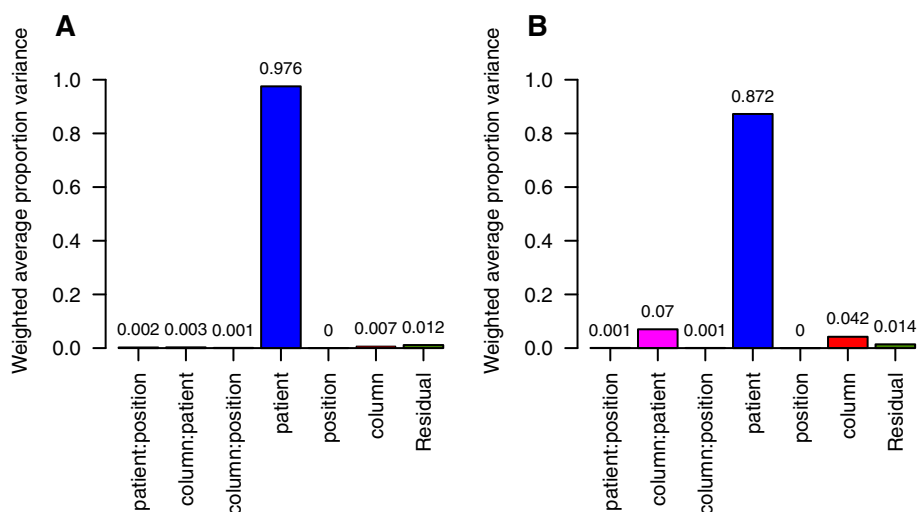 A
Weighted average proportion variance
1.0
0.8
0.6
0.4
0.2
0.0
0.002
0.003
0.001
0.976
0
0.007
0.012
patient:position
column:patient
column:position
patient
position
column
Residual
B
Weighted average proportion variance
1.0
0.8
0.6
0.4
0.2
0.0
0.001
0.07
0.001
0.872
0
0.042
0.014
patient:position
column:patient
column:position
patient
position
column
Residual